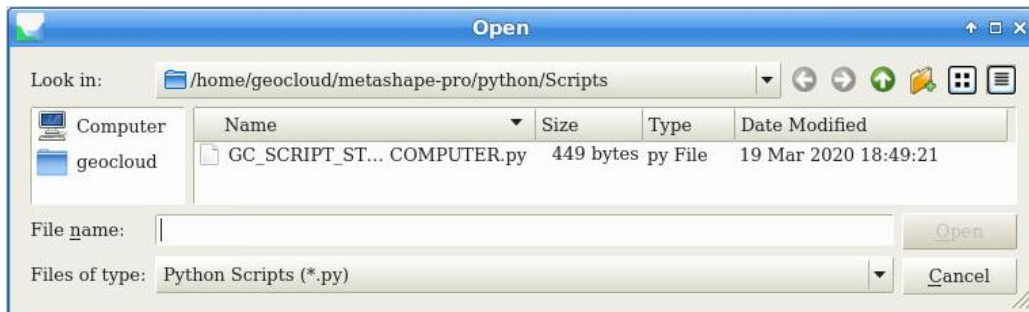 Open
Look in: /home/geocloud/metashape-pro/python/Scripts
Computer
geocloud
Name Size Type Date Modified
GC_SCRIPT_ST... COMPUTER.py 449 bytes py File 19 Mar 2020 18:49:21
File name: Open
Files of type: Python Scripts (*.py) Cancel